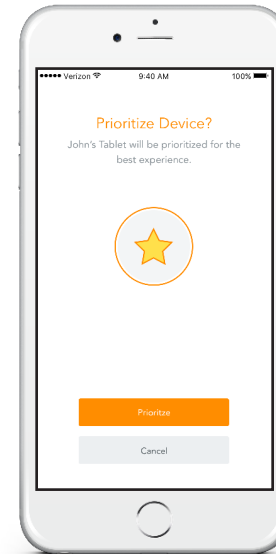 Verizon 9:40 AM 100%
Prioritize Device?
John's Tablet will be prioritized for the
best experience.
Prioritze
Cancel